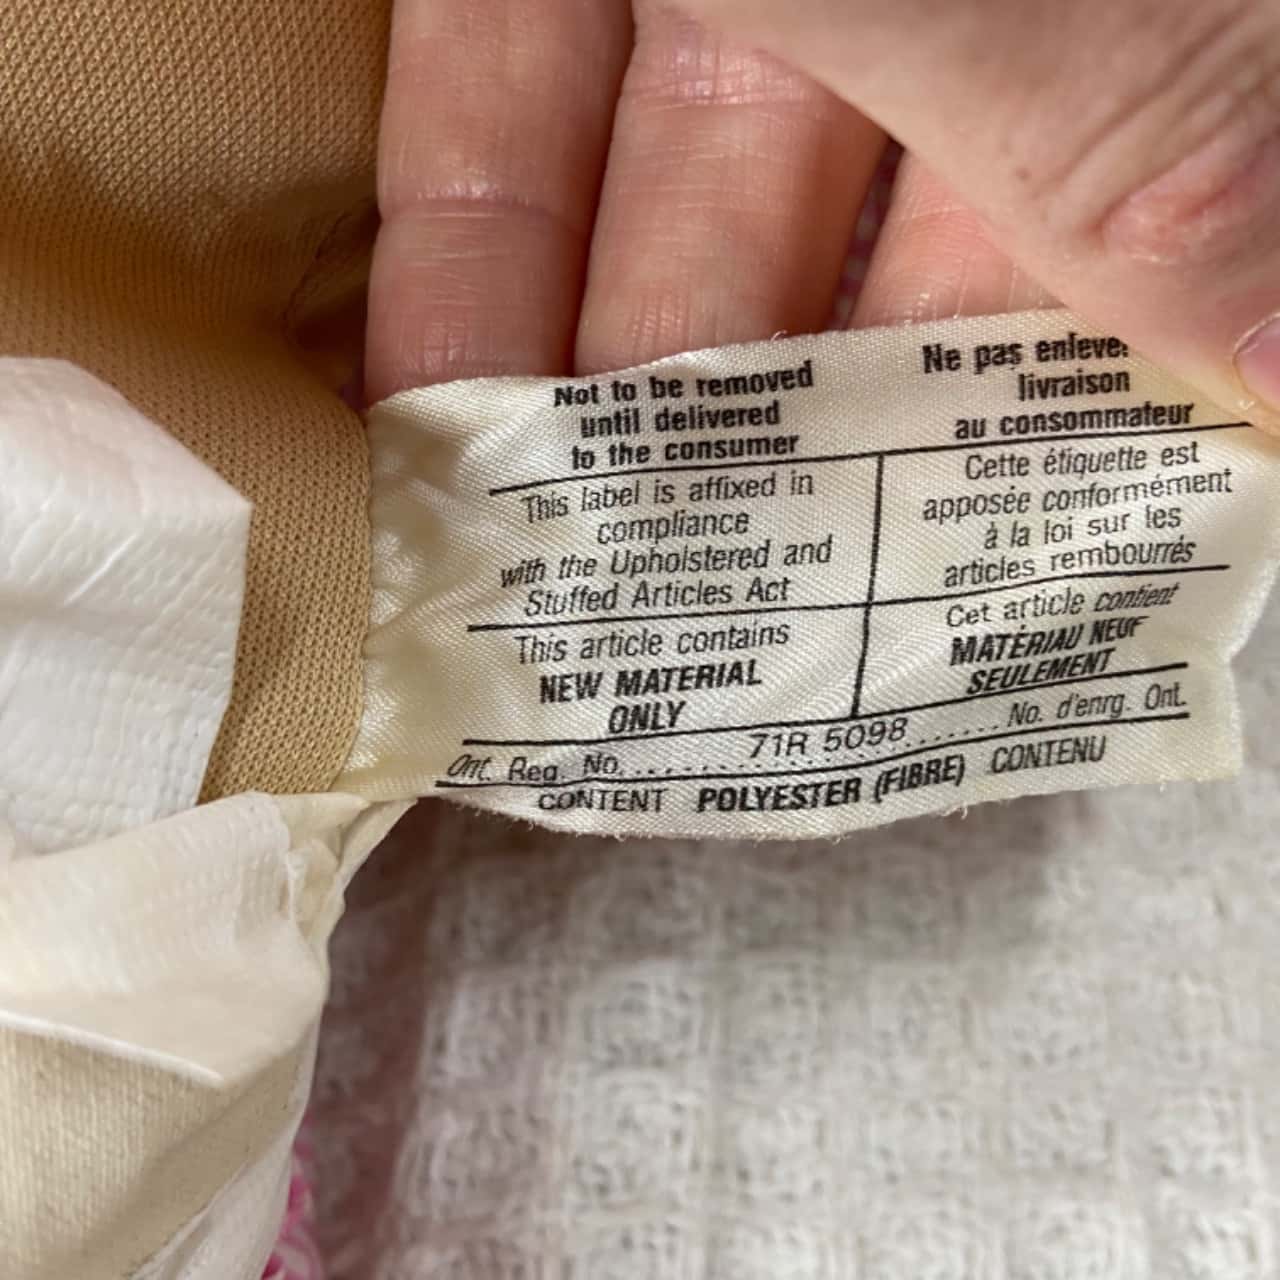 Not to be removed
until delivered
to the consumer
Ne pas enlever
livraison
au consommateur
This label is affixed in
compliance
with the Upholstered and
Stuffed Articles Act
Cette étiquette est
apposée conformément
à la loi sur les
articles rembourrés
This article contains
NEW MATERIAL
ONLY
Cet article contient
MATÉRIAU NEUF
SEULEMENT
Ont. Reg. No. .......... 71R 5098 ....... No. d'enrg. Ont.
CONTENT POLYESTER (FIBRE) CONTENU